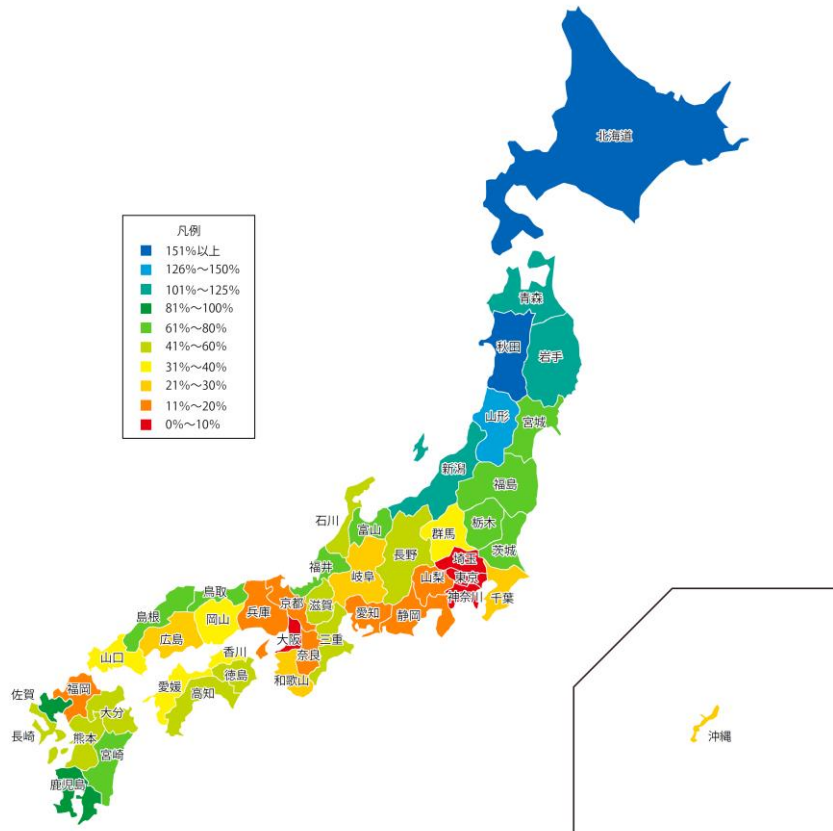 北海道
凡例
151%以上
126%～150%
101%～125%
81%～100%
61%～80%
41%～60%
31%～40%
21%～30%
11%～20%
0%～10%
青森
秋田
岩手
山形
宮城
新潟
福島
石川
富山
群馬
栃木
茨城
長野
埼玉
福井
岐阜
山梨
東京
鳥取
京都
滋賀
神奈川
千葉
島根
兵庫
愛知
静岡
岡山
広島
大阪
三重
香川
奈良
山口
徳島
和歌山
愛媛
高知
佐賀
福岡
大分
長崎
熊本
宮崎
鹿児島
沖縄